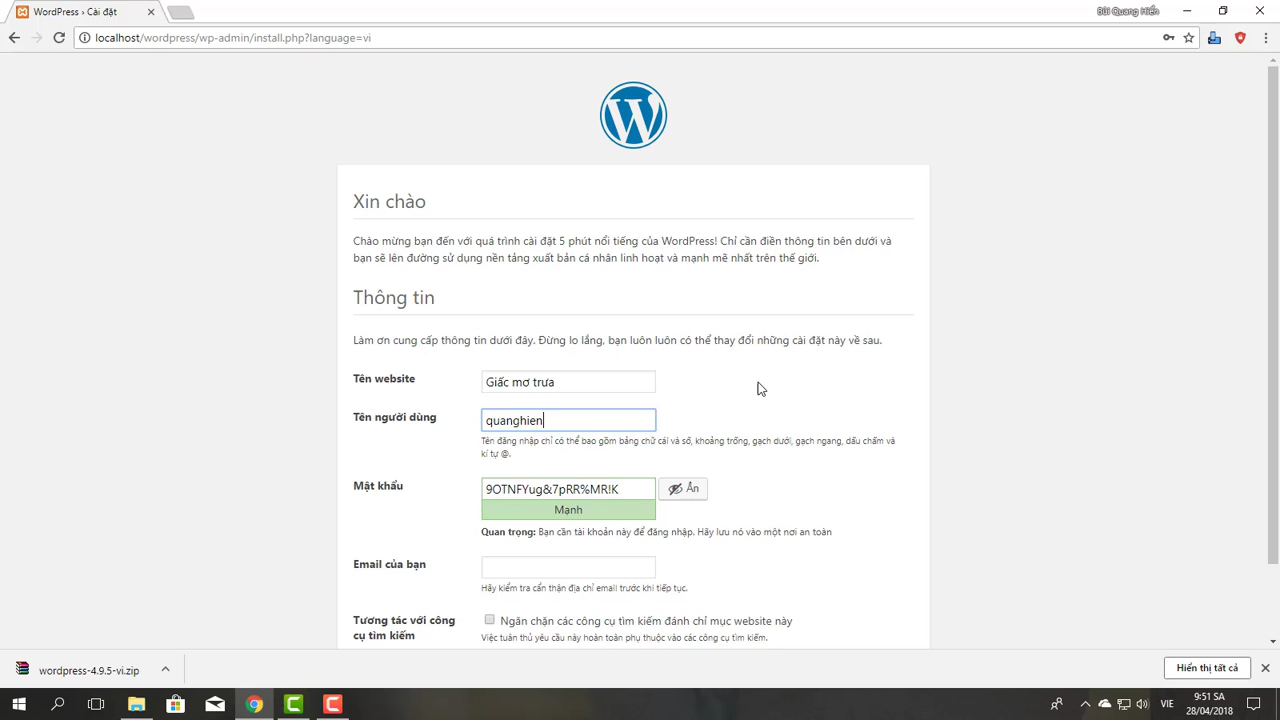 WordPress › Cài đặt
Bùi Quang Hiển
localhost/wordpress/wp-admin/install.php?language=vi
Xin chào
Chào mừng bạn đến với quá trình cài đặt 5 phút nổi tiếng của WordPress! Chỉ cần điền thông tin bên dưới và
bạn sẽ lên đường sử dụng nền tảng xuất bản cá nhân linh hoạt và mạnh mẽ nhất trên thế giới.
Thông tin
Làm ơn cung cấp thông tin dưới đây. Đừng lo lắng, bạn luôn luôn có thể thay đổi những cài đặt này về sau.
Tên website
Giấc mơ trưa
Tên người dùng
quanghien
Tên đăng nhập chỉ có thể bao gồm bảng chữ cái và số, khoảng trống, gạch dưới, gạch ngang, dấu chấm và
kí tự @.
Mật khẩu
9OTNFYug&7pRR%MR!K
Ẩn
Mạnh
Quan trọng: Bạn cần tài khoản này để đăng nhập. Hãy lưu nó vào một nơi an toàn
Email của bạn
Hãy kiểm tra cẩn thận địa chỉ email trước khi tiếp tục.
Tương tác với công
cụ tìm kiếm
Ngăn chặn các công cụ tìm kiếm đánh chỉ mục website này
Việc tuân thủ yêu cầu này hoàn toàn phụ thuộc vào các công cụ tìm kiếm.
wordpress-4.9.5-vi.zip
Hiển thị tất cả
VIE
9:51 SA
28/04/2018